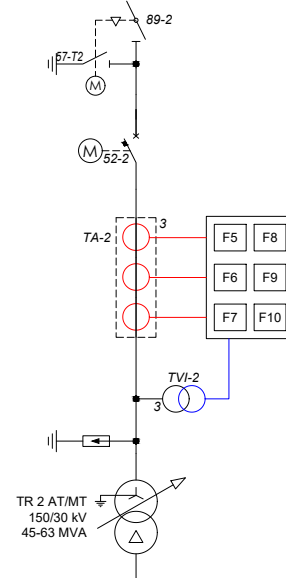 89-2
57-T2
M
M
52-2
TA-2
3
F5 F8
F6 F9
F7 F10
TVI-2
3
TR 2 AT/MT
150/30 kV
45-63 MVA